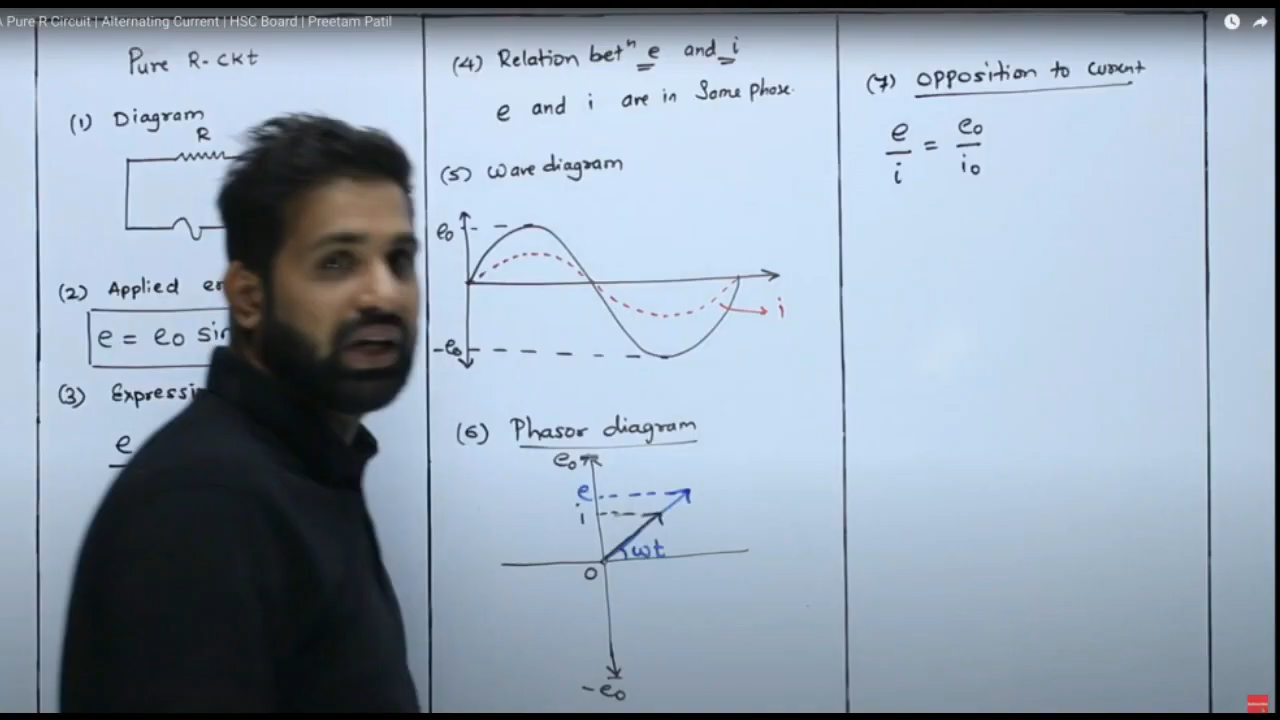 A Pure R Circuit | Alternating Current | HSC Board | Preetam Patil
Pure R-ckt
(1) Diagram
R
(2) Applied
e = e0 sin
(3)
e
(4) Relation betⁿ e and i
e and i are in Same phase.
(5) Wave diagram
e0
i
-e0
(6) Phasor diagram
e0
e
i
ωt
O
-e0
(7) opposition to current
e/i = e0/i0